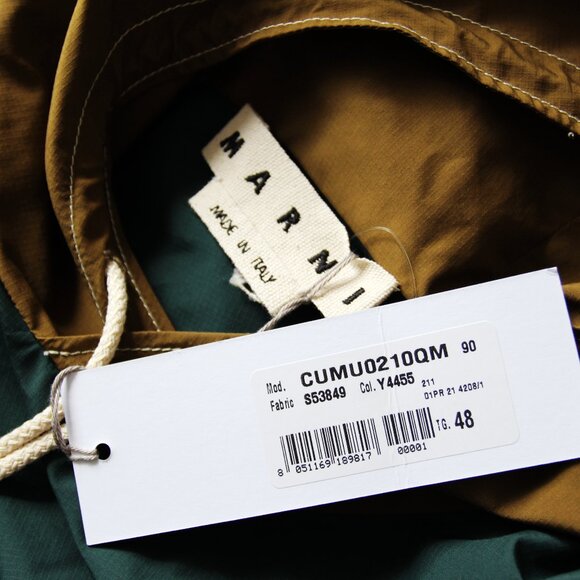 MARNI
MADE IN ITALY
Mod. CUMU0210QM 90
Fabric S53849 Col. Y4455 211
01PR 21 4208/1
TG. 48
8 051169 189817 00001